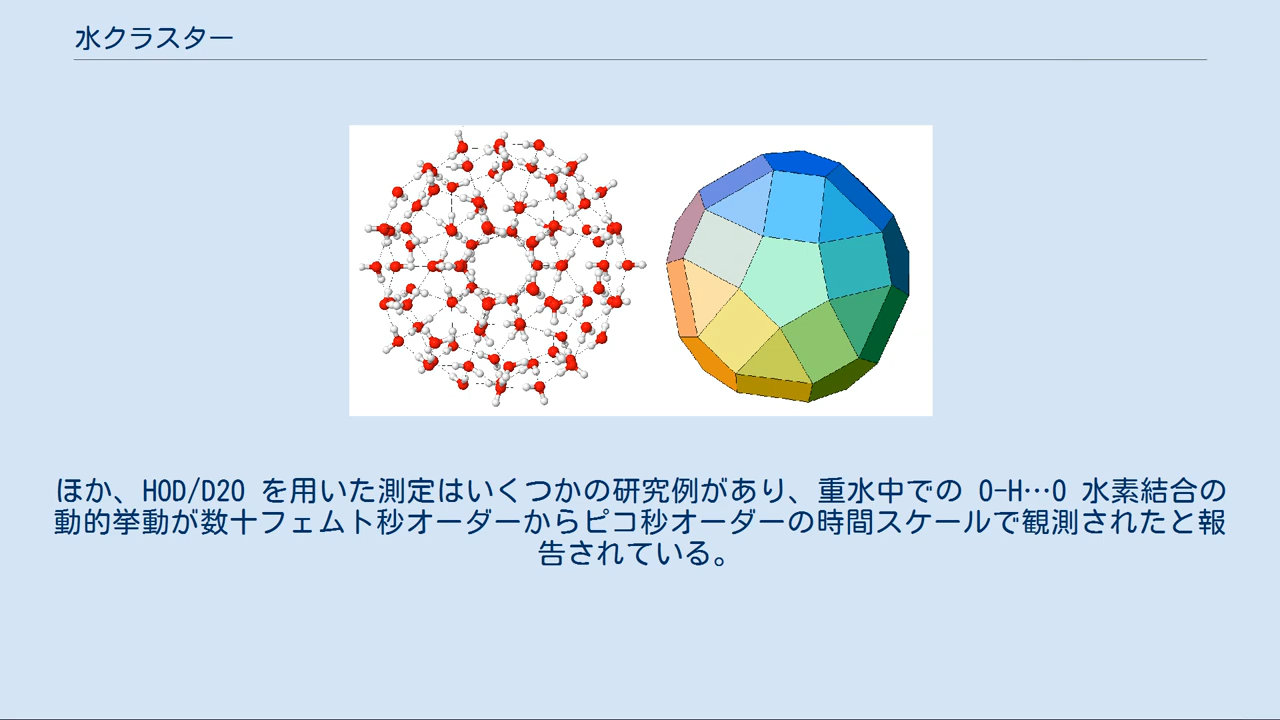 水クラスター
ほか、HOD/D2O を用いた測定はいくつかの研究例があり、重水中での O-H…O 水素結合の
動的挙動が数十フェムト秒オーダーからピコ秒オーダーの時間スケールで観測されたと報
告されている。